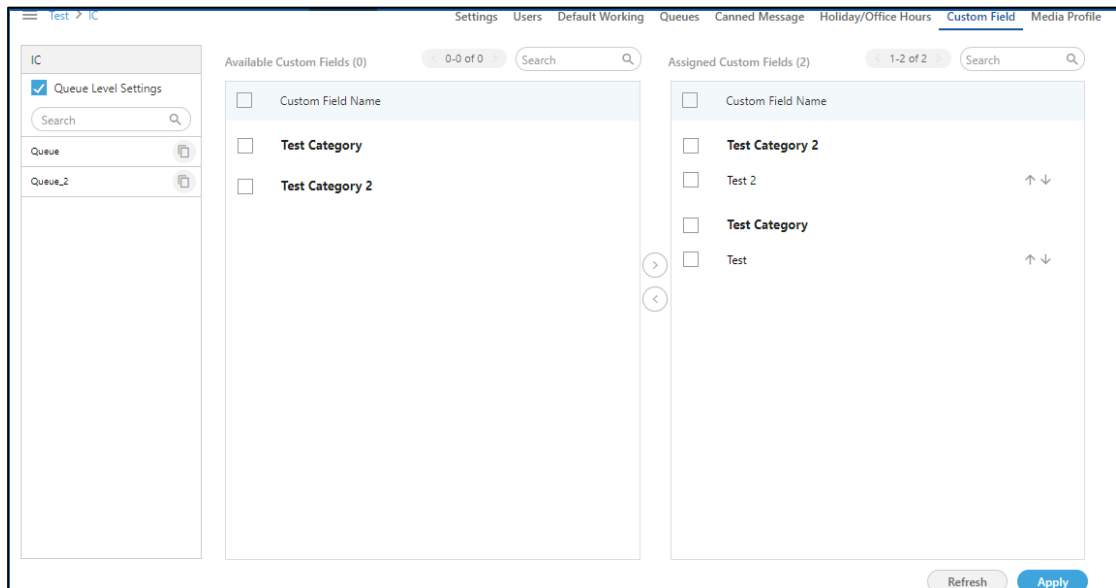 Test > IC
Settings Users Default Working Queues Canned Message Holiday/Office Hours Custom Field Media Profile
IC
Queue Level Settings
Search
Queue
Queue_2
Available Custom Fields (0)
0-0 of 0
Search
Custom Field Name
Test Category
Test Category 2
Assigned Custom Fields (2)
1-2 of 2
Search
Custom Field Name
Test Category 2
Test 2
Test Category
Test
Refresh
Apply